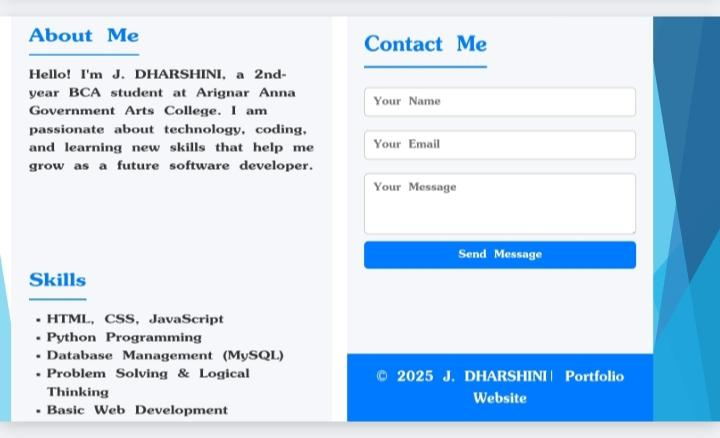 About Me
Hello! I'm J. DHARSHINI, a 2nd-
year BCA student at Arignar Anna
Government Arts College. I am
passionate about technology, coding,
and learning new skills that help me
grow as a future software developer.
Skills
▪ HTML, CSS, JavaScript
▪ Python Programming
▪ Database Management (MySQL)
▪ Problem Solving & Logical
Thinking
▪ Basic Web Development
Contact Me
Your Name
Your Email
Your Message
Send Message
© 2025 J. DHARSHINI| Portfolio
Website